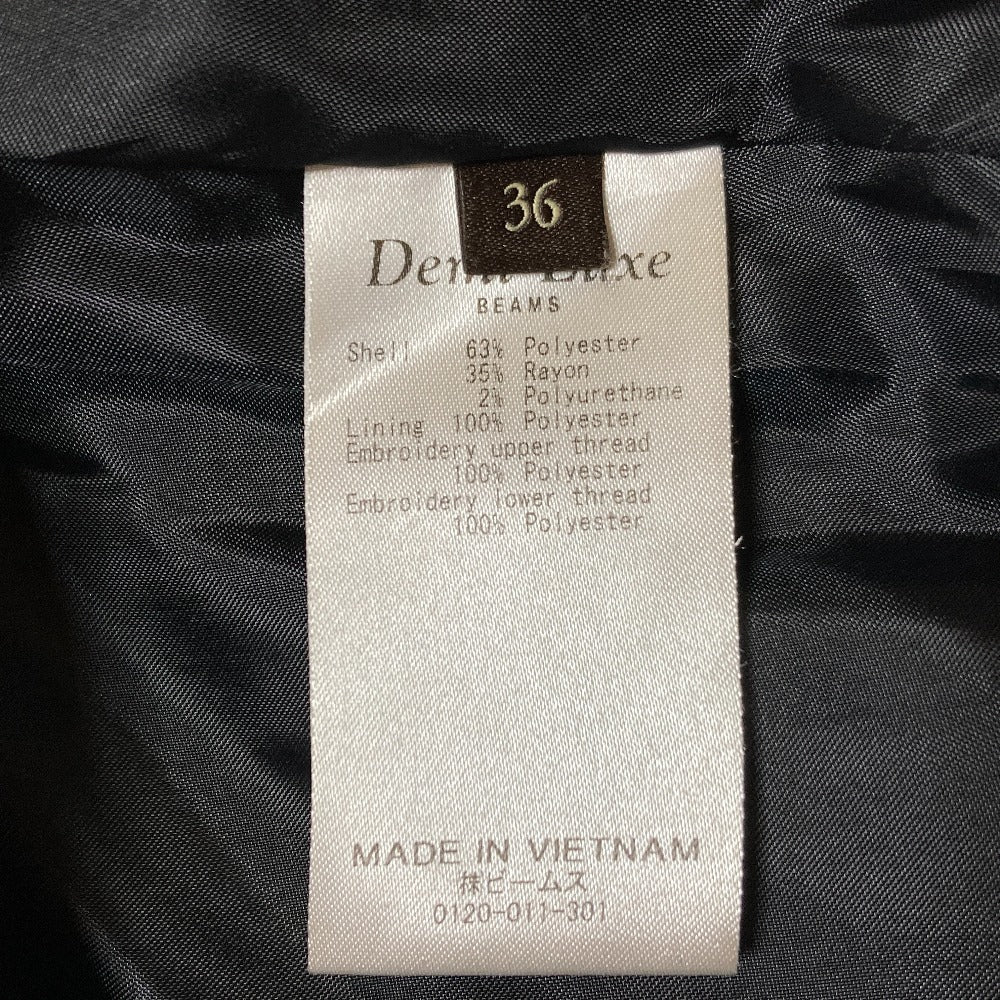 36
Demi-Luxe
BEAMS
Shell 63% Polyester
35% Rayon
2% Polyurethane
Lining 100% Polyester
Embroidery upper thread
100% Polyester
Embroidery lower thread
100% Polyester
MADE IN VIETNAM
株ビームス
0120-011-301